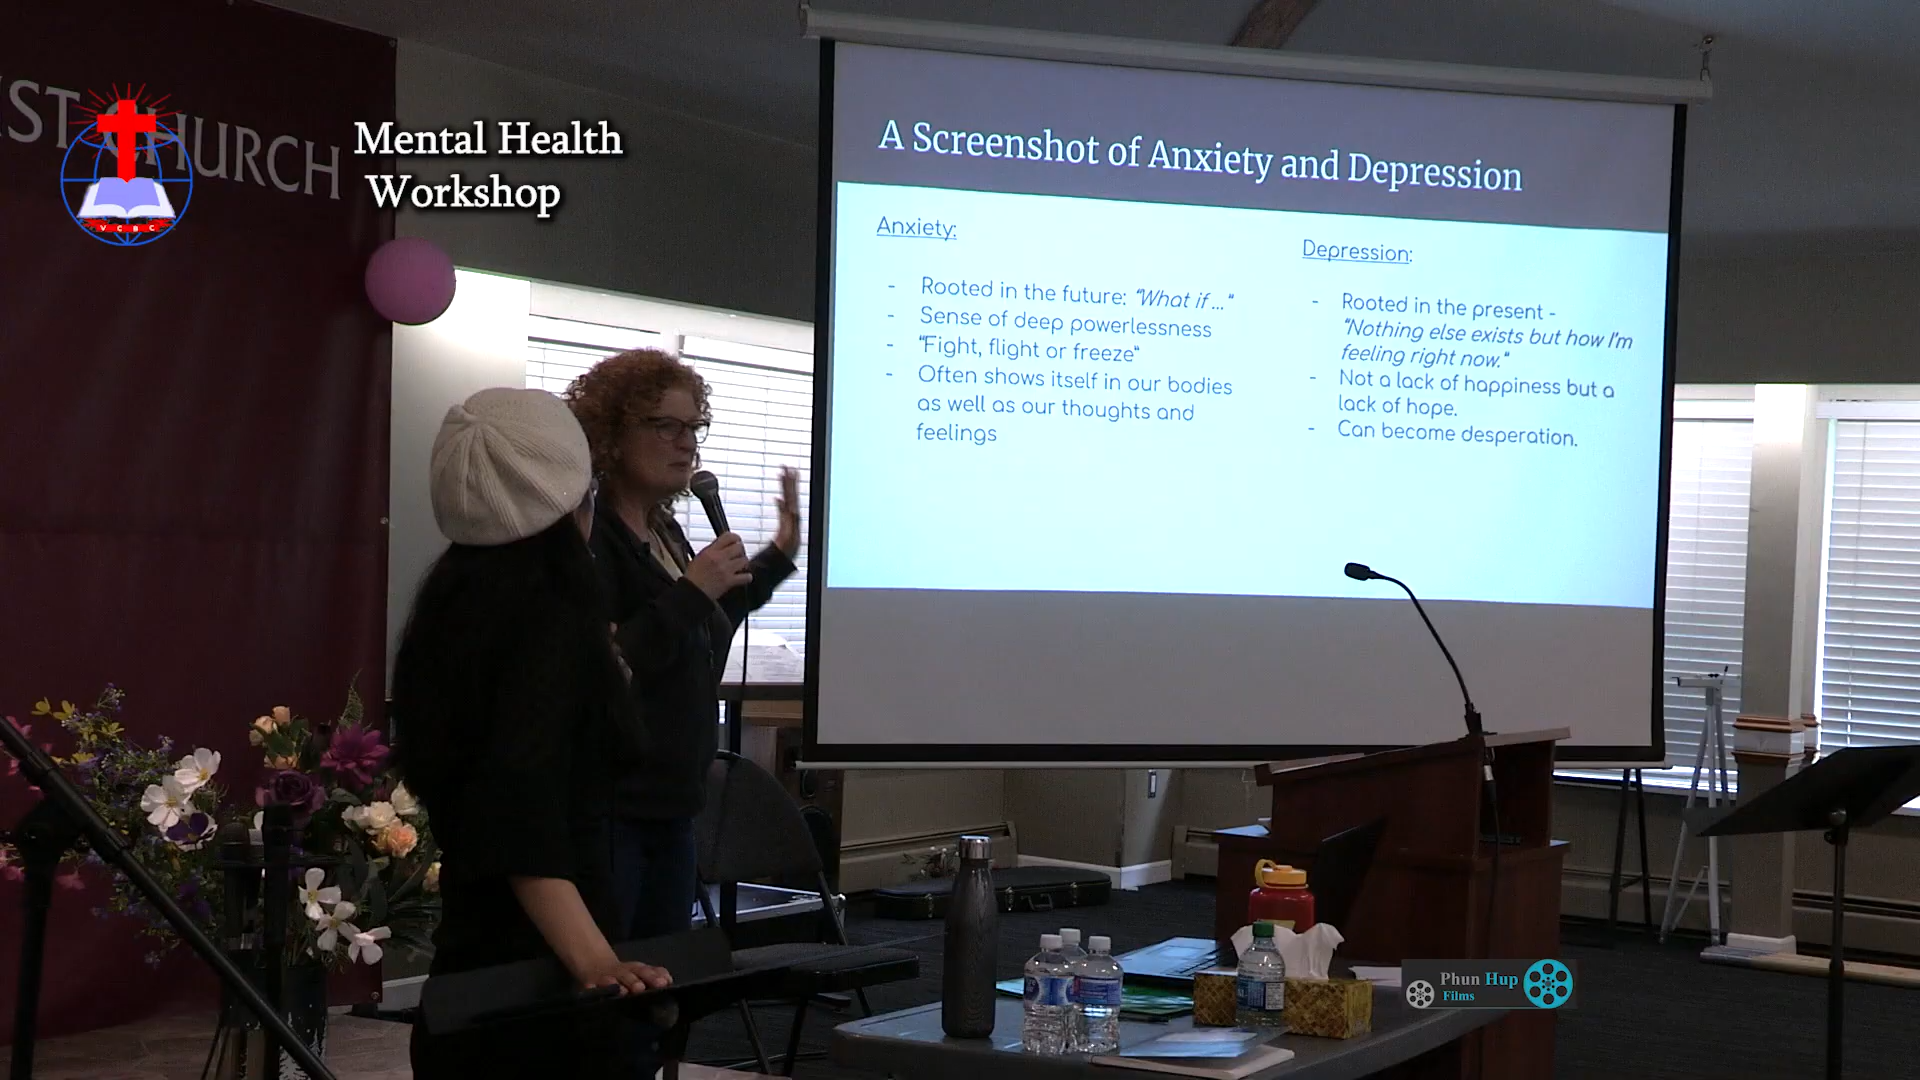 IST CHURCH
Mental Health
Workshop
V C B C
A Screenshot of Anxiety and Depression
Anxiety:
- Rooted in the future: "What if ..."
- Sense of deep powerlessness
- "Fight, flight or freeze"
- Often shows itself in our bodies
as well as our thoughts and
feelings
Depression:
- Rooted in the present -
"Nothing else exists but how I'm
feeling right now."
- Not a lack of happiness but a
lack of hope.
- Can become desperation.
Phun Hup
Films